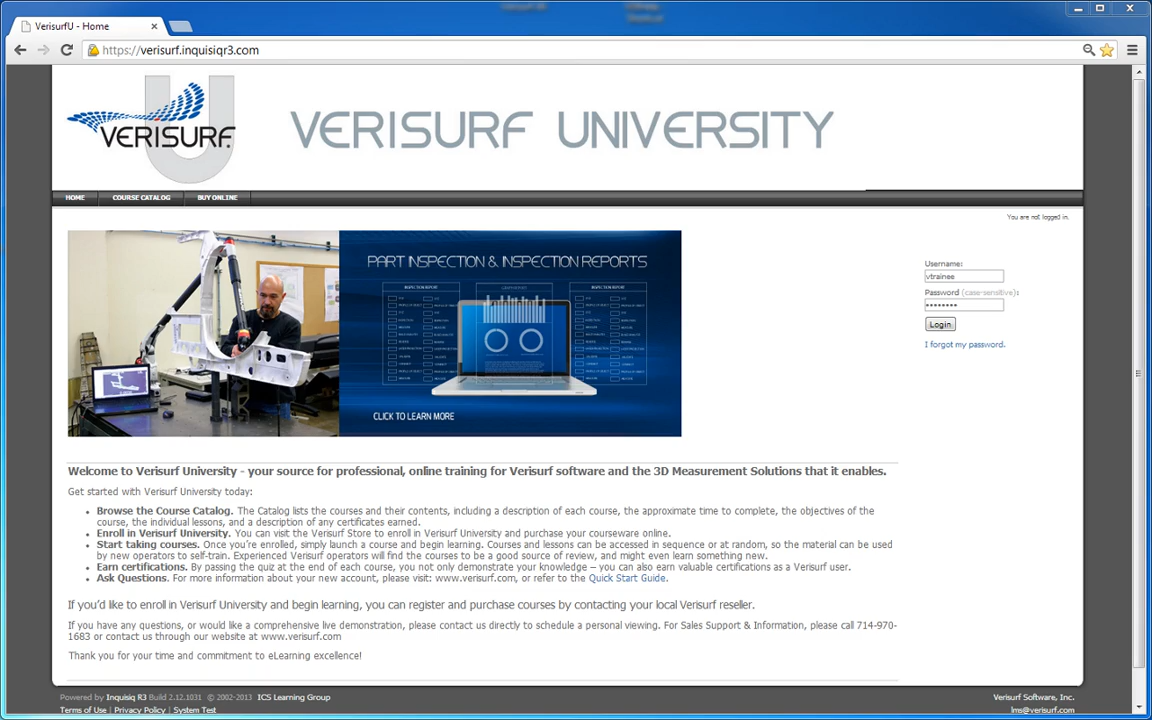 VerisurfU - Home
https://verisurf.inquisiqr3.com
VERISURF
VERISURF UNIVERSITY
HOME COURSE CATALOG BUY ONLINE
You are not logged in.
PART INSPECTION & INSPECTION REPORTS
INSPECTION REPORT INSPECTION REPORT
CLICK TO LEARN MORE
Username:
vtrainee
Password (case-sensitive):
••••••••
Login
I forgot my password.
Welcome to Verisurf University - your source for professional, online training for Verisurf software and the 3D Measurement Solutions that it enables.
Get started with Verisurf University today:
• Browse the Course Catalog. The Catalog lists the courses and their contents, including a description of each course, the approximate time to complete, the objectives of the
course, the individual lessons, and a description of any certificates earned.
• Enroll in Verisurf University. You can visit the Verisurf Store to enroll in Verisurf University and purchase your courseware online.
• Start taking courses. Once you're enrolled, simply launch a course and begin learning. Courses and lessons can be accessed in sequence or at random, so the material can be used
by new operators to self-train. Experienced Verisurf operators will find the courses to be a good source of review, and might even learn something new.
• Earn certifications. By passing the quiz at the end of each course, you not only demonstrate your knowledge – you can also earn valuable certifications as a Verisurf user.
• Ask Questions. For more information about your new account, please visit: www.verisurf.com, or refer to the Quick Start Guide.
If you'd like to enroll in Verisurf University and begin learning, you can register and purchase courses by contacting your local Verisurf reseller.
If you have any questions, or would like a comprehensive live demonstration, please contact us directly to schedule a personal viewing. For Sales Support & Information, please call 714-970-
1683 or contact us through our website at www.verisurf.com
Thank you for your time and commitment to eLearning excellence!
Powered by Inquisiq R3 Build 2.12.1031 © 2002-2013 ICS Learning Group
Verisurf Software, Inc.
Terms of Use | Privacy Policy | System Test
lms@verisurf.com